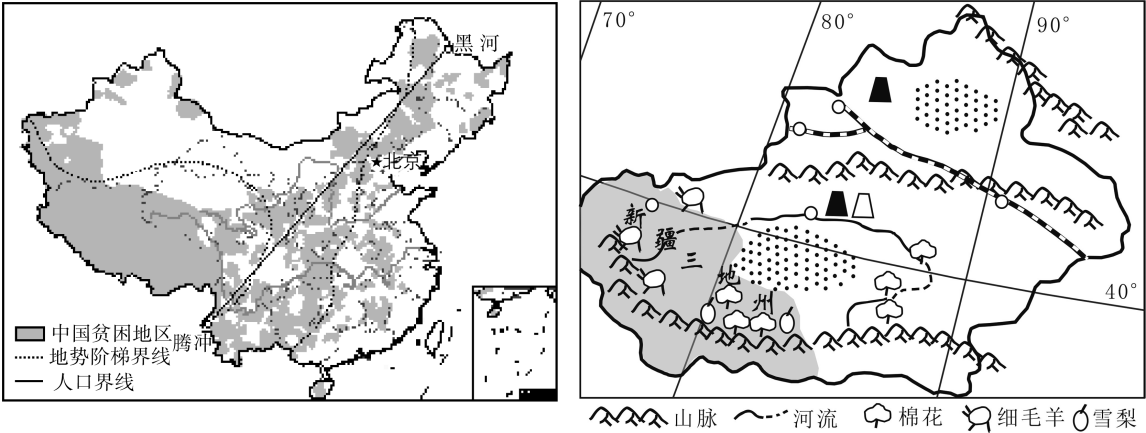 黑河
★北京
腾冲
中国贫困地区
地势阶梯界线
人口界线
70°
80°
90°
40°
新疆三地州
山脉
河流
棉花
细毛羊
雪梨